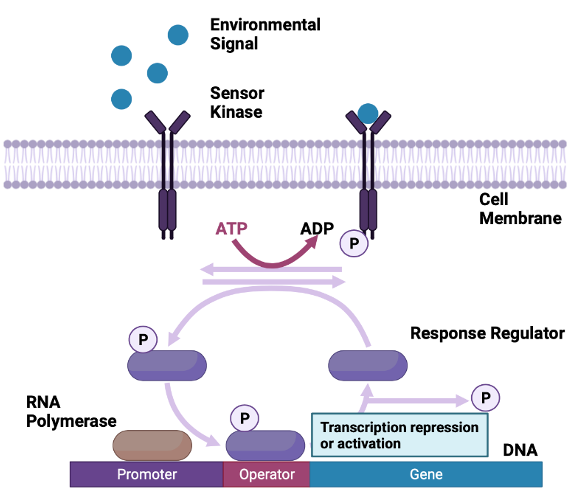 Environmental
Signal
Sensor
Kinase
Cell
Membrane
ATP
ADP
P
P
Response Regulator
P
RNA
Polymerase
P
Transcription repression
or activation
DNA
Promoter
Operator
Gene